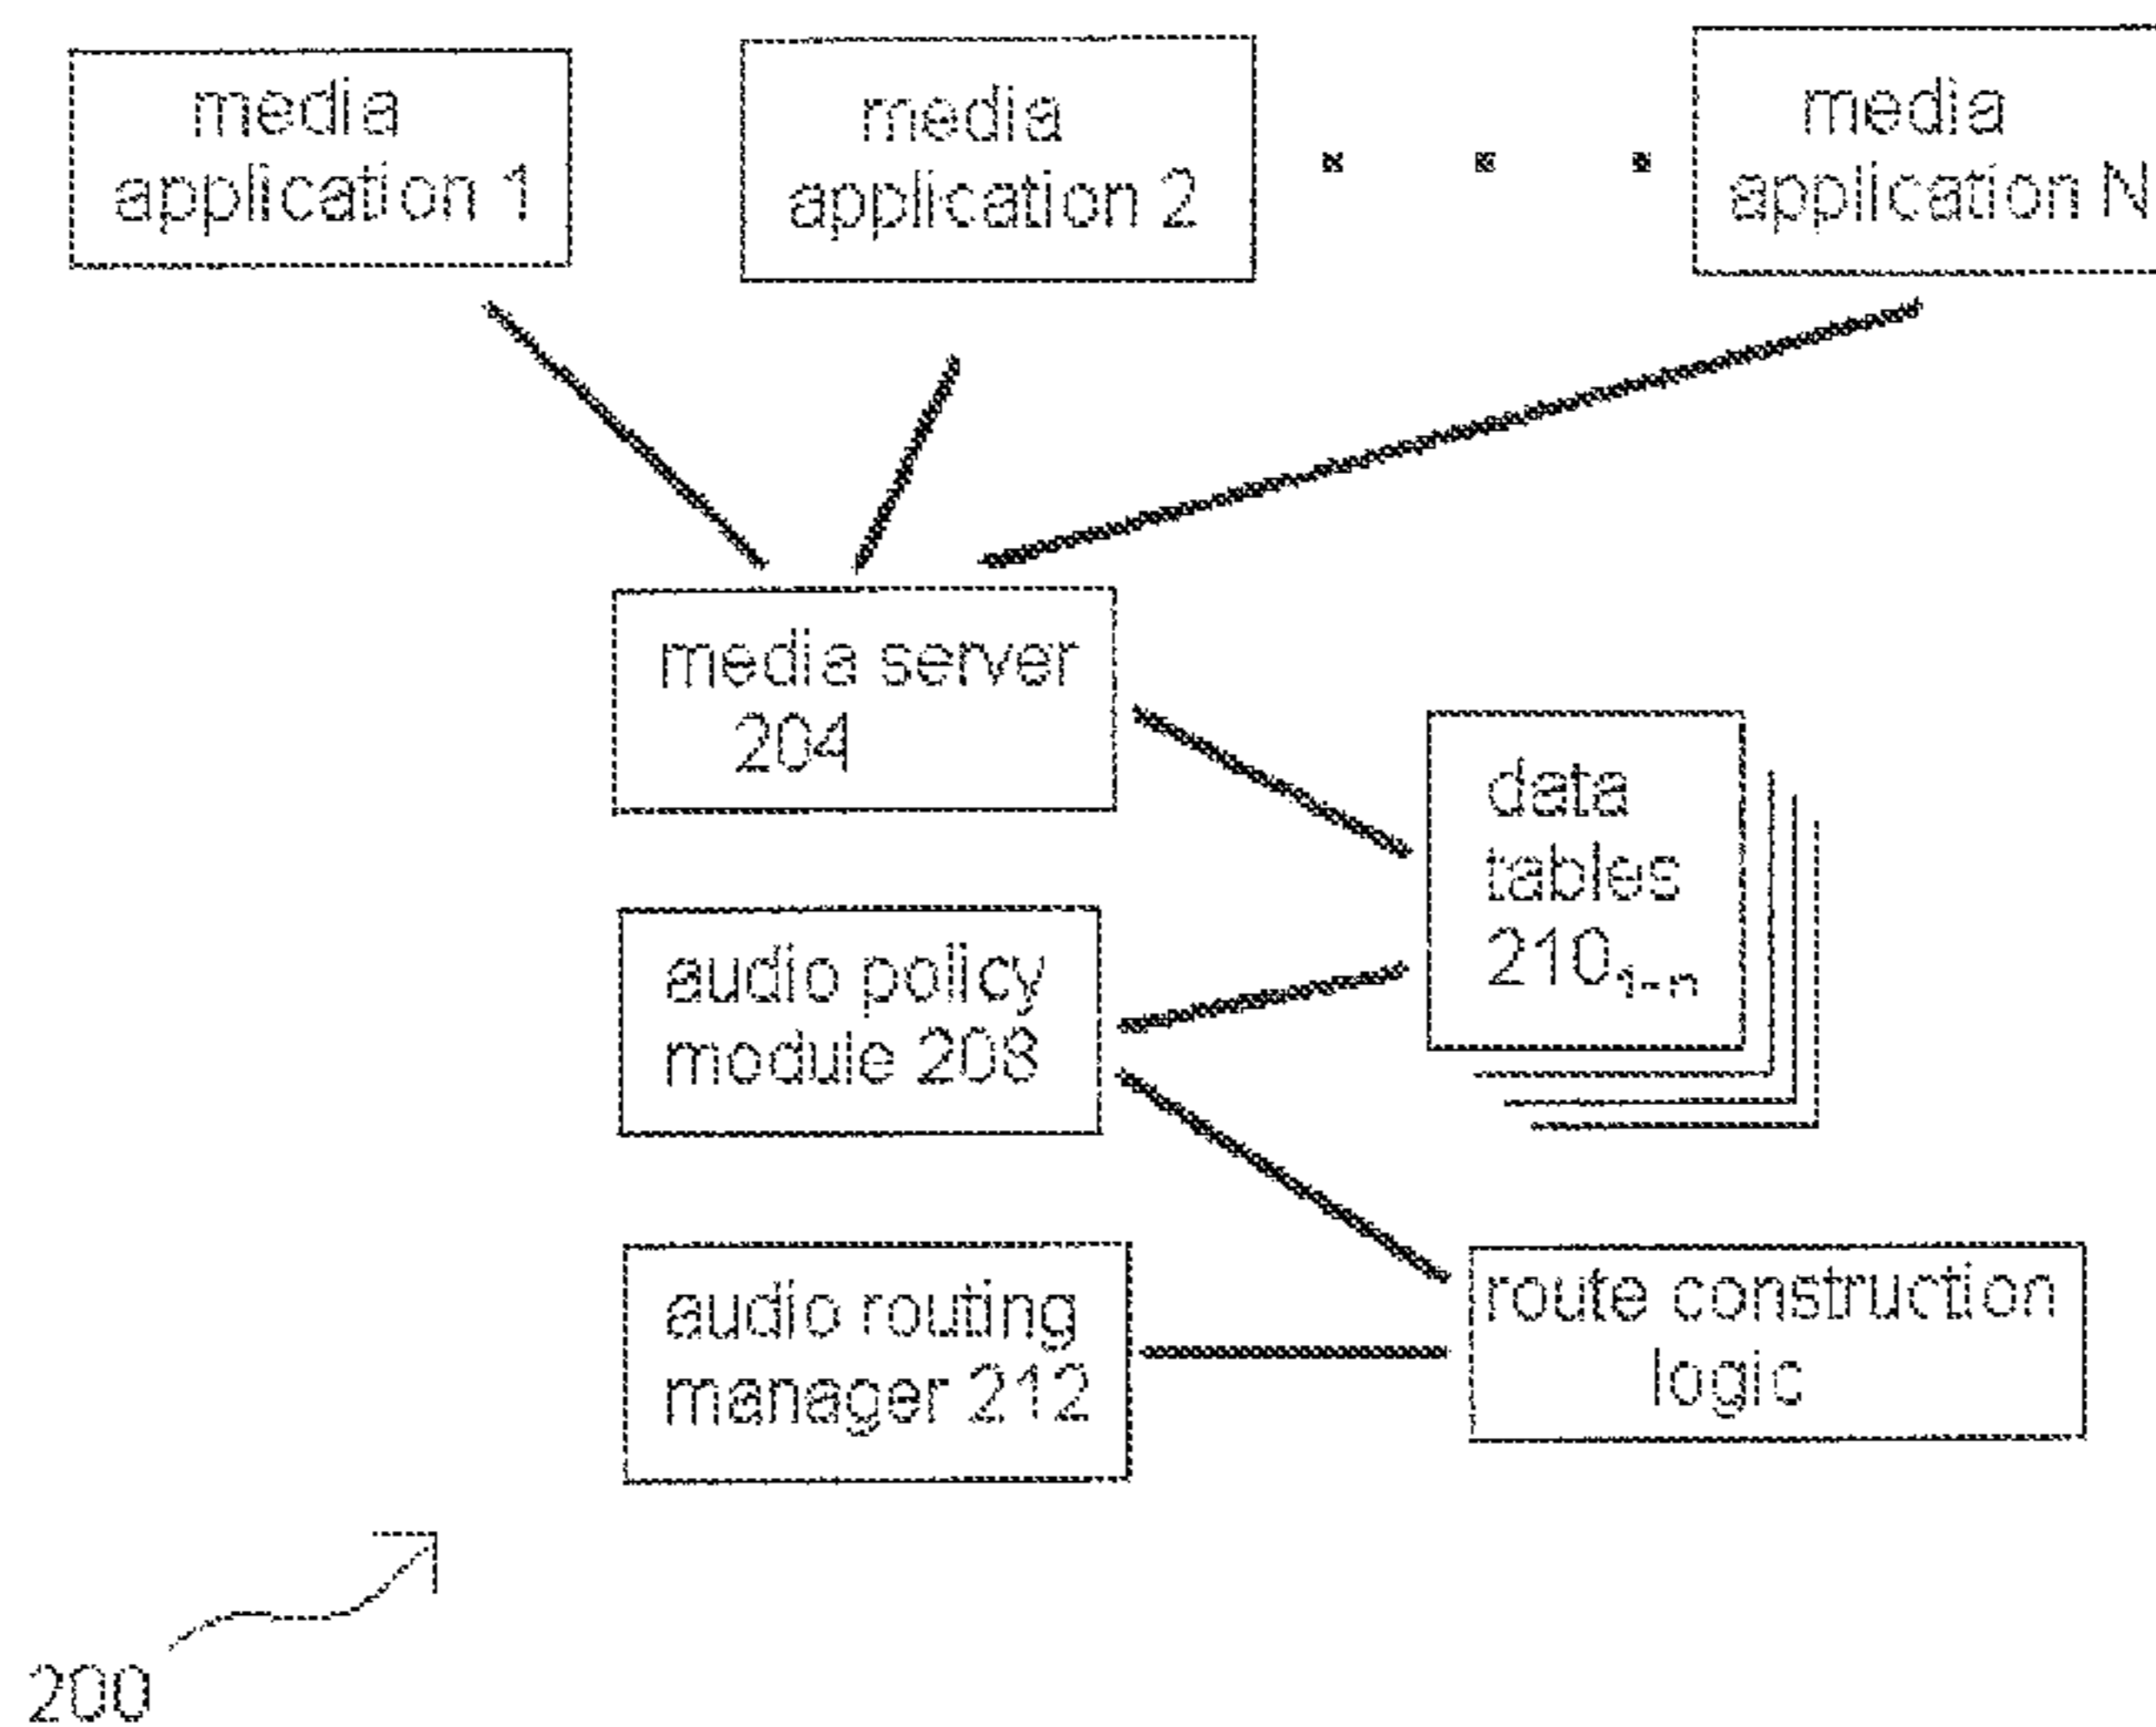 media
application 1
media
application 2
media
application N
media server
204
data
tables
210₁₋ₙ
audio policy
module 208
audio routing
manager 212
route construction
logic
200